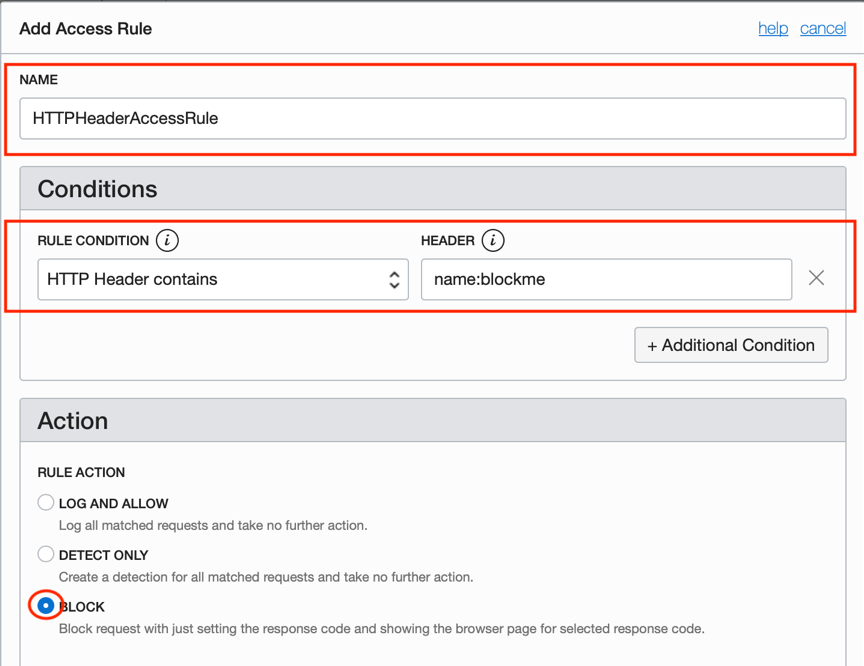 Add Access Rule help cancel
NAME
HTTPHeaderAccessRule
Conditions
RULE CONDITION i HEADER i
HTTP Header contains name:blockme
+ Additional Condition
Action
RULE ACTION
LOG AND ALLOW
Log all matched requests and take no further action.
DETECT ONLY
Create a detection for all matched requests and take no further action.
BLOCK
Block request with just setting the response code and showing the browser page for selected response code.